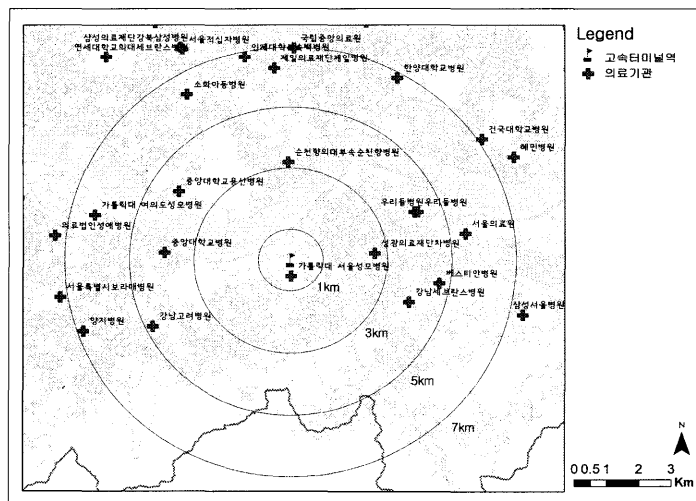 삼성의료재단강북삼성병원
서울적십자병원
국립중앙의료원
연세대학교의대세브란스병원
인제대학
백병원
제일의료재단제일병원
한양대학교병원
소화아동병원
건국대학교병원
혜민병원
순천향의대부속순천향병원
중앙대학교용산병원
가톨릭대 여의도성모병원
우리들병원우리들병원
의료법인성애병원
서울의료원
중앙대학교병원
성광의료재단차병원
가톨릭대 서울성모병원
베스티안병원
1km
서울특별시보라매병원
강남세브란스병원
삼성서울병원
양지병원
강남고려병원
3km
5km
7km
Legend
고속터미널역
의료기관
N
0 0.5 1 2 3
Km